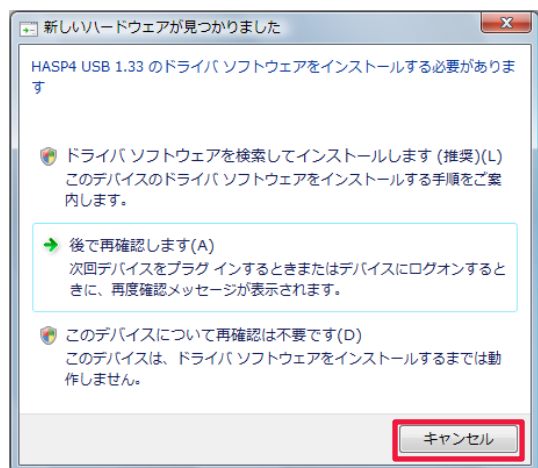 新しいハードウェアが見つかりました
HASP4 USB 1.33 のドライバ ソフトウェアをインストールする必要がありま
す
ドライバ ソフトウェアを検索してインストールします (推奨)(L)
このデバイスのドライバ ソフトウェアをインストールする手順をご案
内します。
後で再確認します(A)
次回デバイスをプラグ インするときまたはデバイスにログオンすると
きに、再度確認メッセージが表示されます。
このデバイスについて再確認は不要です(D)
このデバイスは、ドライバ ソフトウェアをインストールするまでは動
作しません。
キャンセル